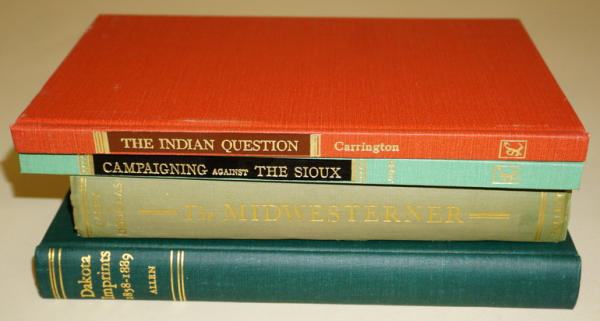 THE INDIAN QUESTION Carrington
CAMPAIGNING AGAINST THE SIOUX
The MIDWESTERNER
Dakota
Imprints
1858-1889
ALLEN